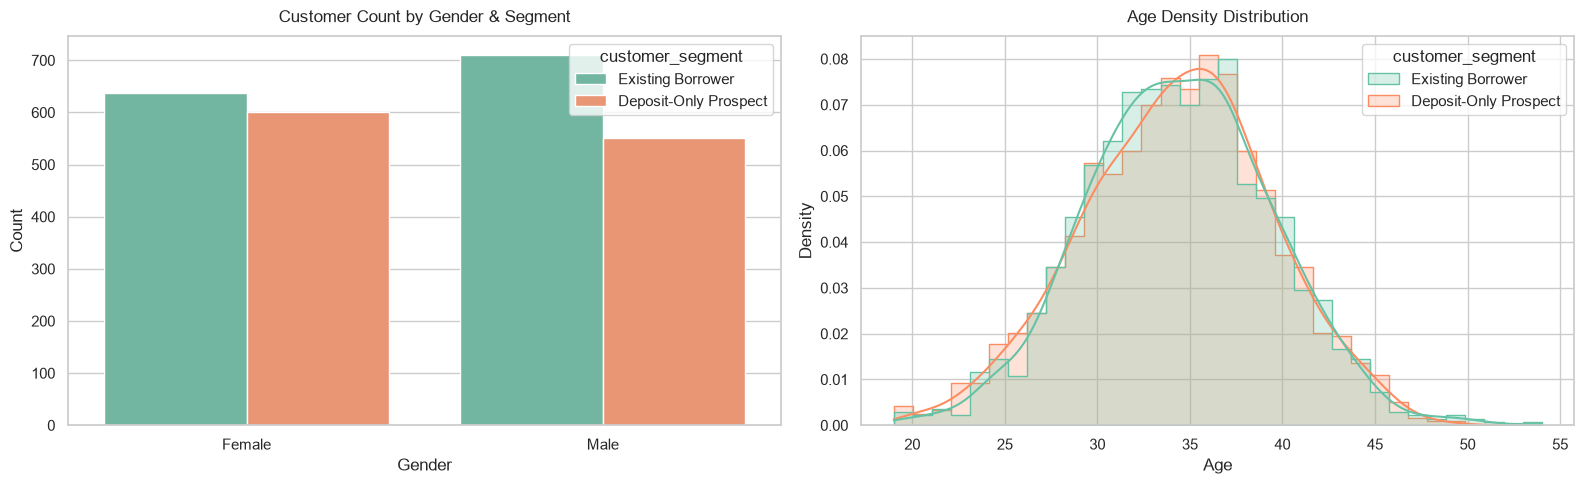 Customer Count by Gender & Segment
700
600
500
400
300
200
100
0
Count
Female
Male
Gender
customer_segment
Existing Borrower
Deposit-Only Prospect
Age Density Distribution
0.08
0.07
0.06
0.05
0.04
0.03
0.02
0.01
0.00
Density
20 25 30 35 40 45 50 55
Age
customer_segment
Existing Borrower
Deposit-Only Prospect